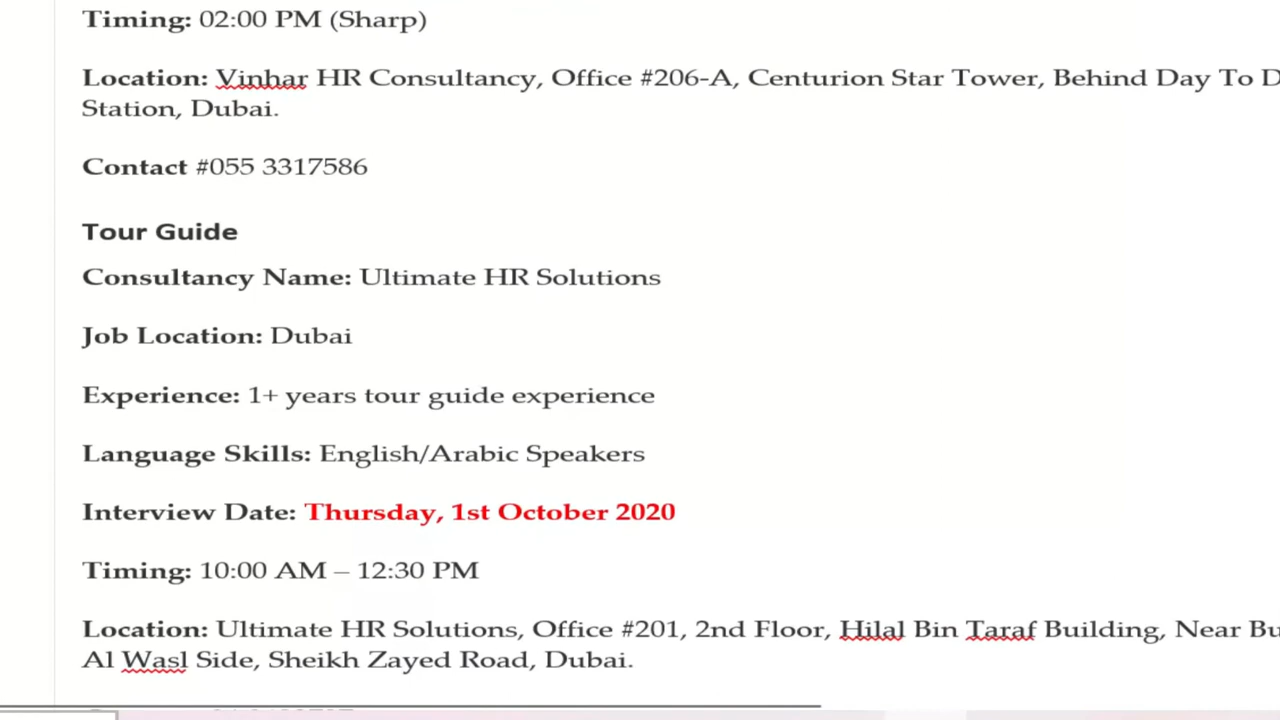 Timing: 02:00 PM (Sharp)
Location: Vinhar HR Consultancy, Office #206-A, Centurion Star Tower, Behind Day To
Station, Dubai.
Contact #055 3317586
Tour Guide
Consultancy Name: Ultimate HR Solutions
Job Location: Dubai
Experience: 1+ years tour guide experience
Language Skills: English/Arabic Speakers
Interview Date: Thursday, 1st October 2020
Timing: 10:00 AM – 12:30 PM
Location: Ultimate HR Solutions, Office #201, 2nd Floor, Hilal Bin Taraf Building, Near
Al Wasl Side, Sheikh Zayed Road, Dubai.